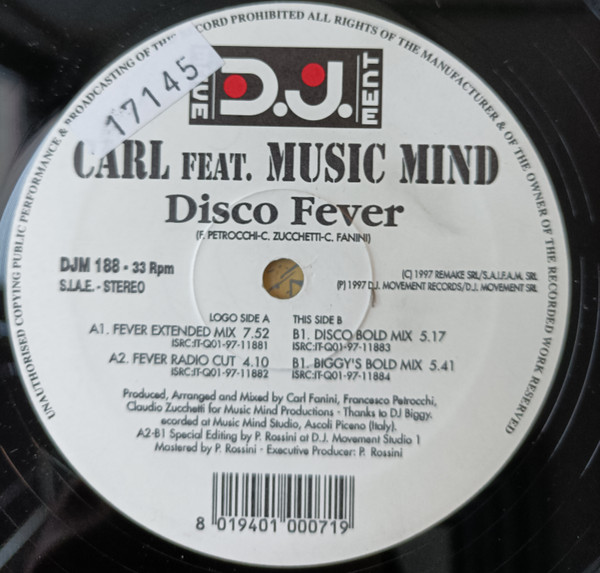 UNAUTHORISED COPYING PUBLIC PERFORMANCE & BROADCASTING OF THE RECORD PROHIBITED ALL RIGHTS OF THE MANUFACTURER & OF THE OWNER OF THE RECORDED WORK RESERVED
17145
D.J.
MENT
CARL FEAT. MUSIC MIND
Disco Fever
(F. PETROCCHI-C. ZUCCHETTI-C. FANINI)
DJM 188 • 33 Rpm
S.I.A.E. - STEREO
(C) 1997 REMAKE SRL/S.A.I.F.A.M. SRL
(P) 1997 D.J. MOVEMENT RECORDS/D.J. MOVEMENT SRL
LOGO SIDE A
A1. FEVER EXTENDED MIX 7.52
ISRC:IT-Q01-97-11881
A2. FEVER RADIO CUT 4.10
ISRC:IT-Q01-97-11882
THIS SIDE B
B1. DISCO BOLD MIX 5.17
ISRC:IT-Q01-97-11883
B1. BIGGY'S BOLD MIX 5.41
ISRC:IT-Q01-97-11884
Produced, Arranged and Mixed by Carl Fanini, Francesco Petrocchi,
Claudio Zucchetti for Music Mind Productions - Thanks to DJ Biggy.
ecorded at Music Mind Studio, Ascoli Piceno (Italy).
A2-B1 Special Editing by P. Rossini at D.J. Movement Studio 1
Mastered by P. Rossini - Executive Producer: P. Rossini
8 019401 000719